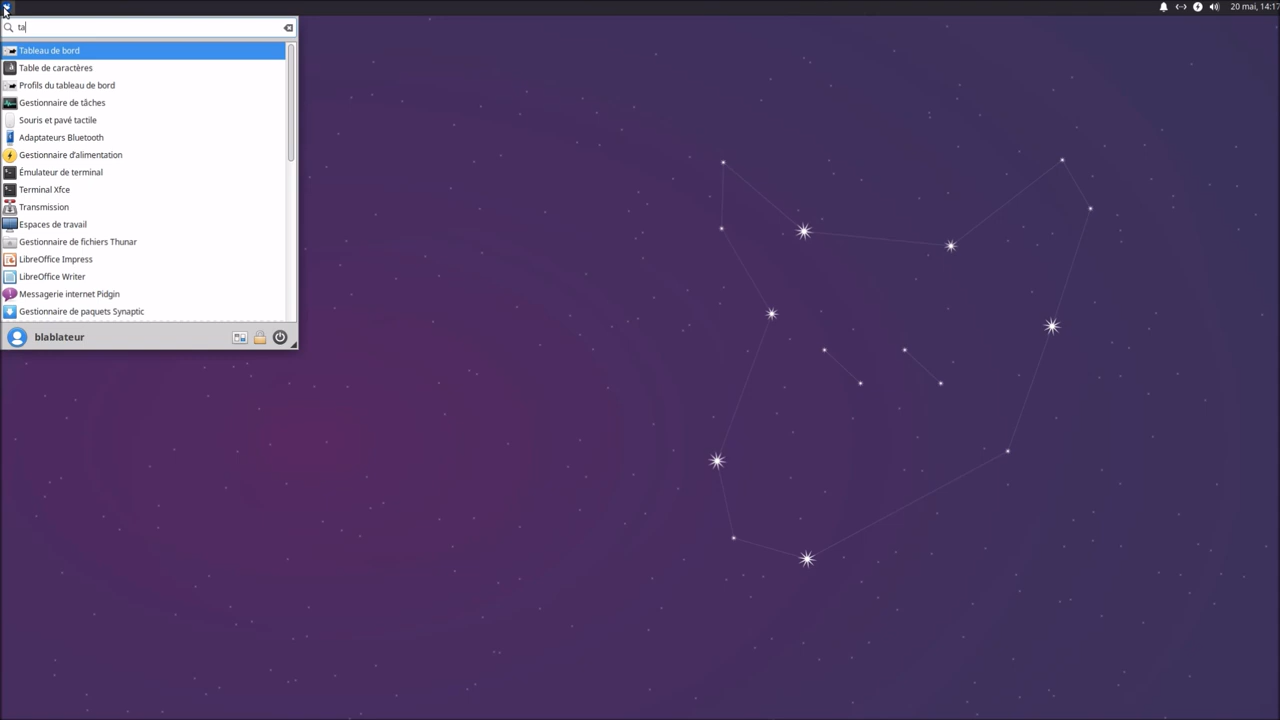 20 mai, 14:17
ta
Tableau de bord
Table de caractères
Profils du tableau de bord
Gestionnaire de tâches
Souris et pavé tactile
Adaptateurs Bluetooth
Gestionnaire d'alimentation
Émulateur de terminal
Terminal Xfce
Transmission
Espaces de travail
Gestionnaire de fichiers Thunar
LibreOffice Impress
LibreOffice Writer
Messagerie internet Pidgin
Gestionnaire de paquets Synaptic
blablateur